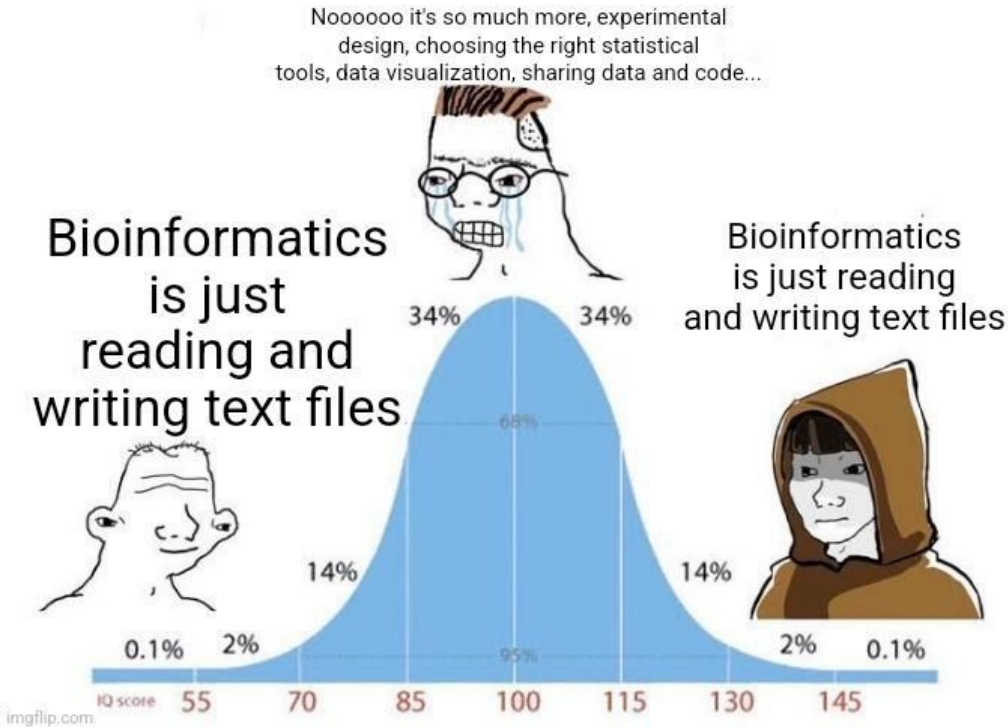 Noooooo it's so much more, experimental
design, choosing the right statistical
tools, data visualization, sharing data and code...
Bioinformatics
is just
reading and
writing text files
Bioinformatics
is just reading
and writing text files
34%
34%
68%
14%
14%
0.1%
2%
95%
2%
0.1%
IQ score 55 70 85 100 115 130 145
imgflip.com